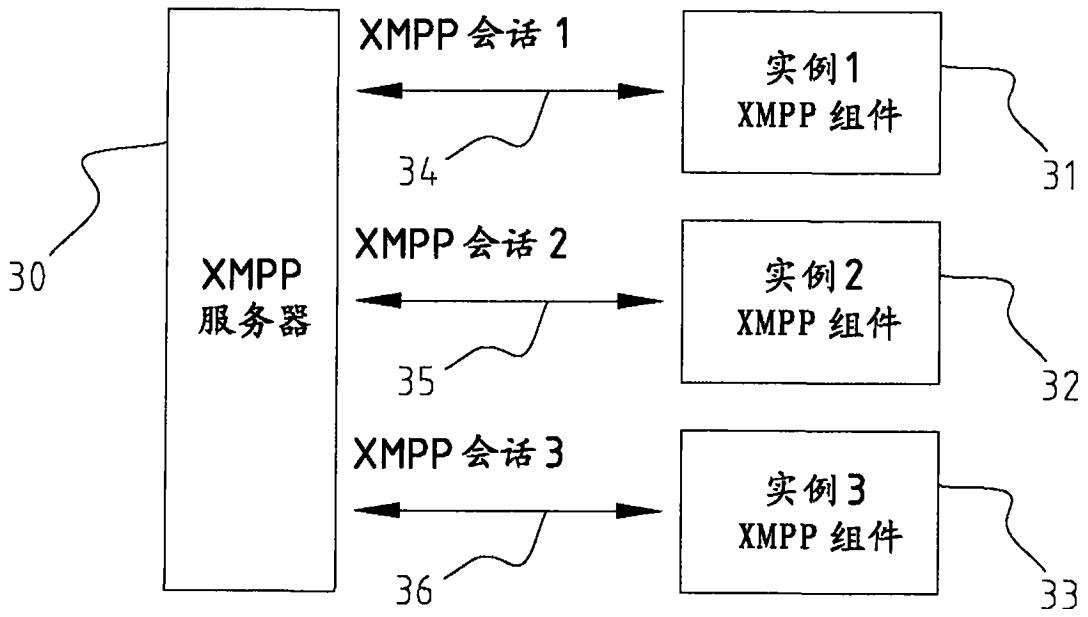 XMPP 会话 1
实例 1
XMPP 组件
34
31
30
XMPP
服务器
XMPP 会话 2
实例 2
XMPP 组件
35
32
XMPP 会话 3
实例 3
XMPP 组件
36
33